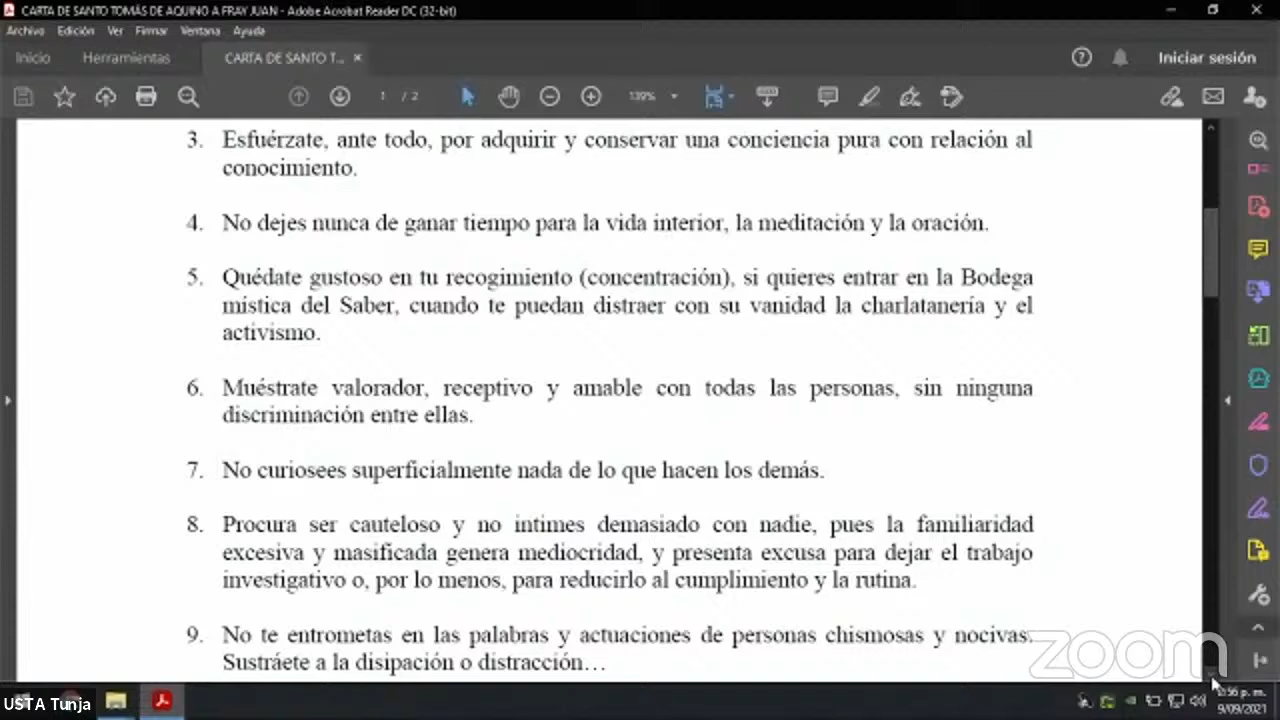 CARTA DE SANTO TOMÁS DE AQUINO A FRAY JUAN - Adobe Acrobat Reader DC (32-bit)
Archivo Edición Ver Firmar Ventana Ayuda
Inicio Herramientas CARTA DE SANTO T... × Iniciar sesión
1 / 2 139%
3. Esfuérzate, ante todo, por adquirir y conservar una conciencia pura con relación al
conocimiento.
4. No dejes nunca de ganar tiempo para la vida interior, la meditación y la oración.
5. Quédate gustoso en tu recogimiento (concentración), si quieres entrar en la Bodega
mística del Saber, cuando te puedan distraer con su vanidad la charlatanería y el
activismo.
6. Muéstrate valorador, receptivo y amable con todas las personas, sin ninguna
discriminación entre ellas.
7. No curiosees superficialmente nada de lo que hacen los demás.
8. Procura ser cauteloso y no intimes demasiado con nadie, pues la familiaridad
excesiva y masificada genera mediocridad, y presenta excusa para dejar el trabajo
investigativo o, por lo menos, para reducirlo al cumplimiento y la rutina.
9. No te entrometas en las palabras y actuaciones de personas chismosas y nocivas.
Sustráete a la disipación o distracción…
zoom
USTA Tunja
:56 p. m.
9/09/2021